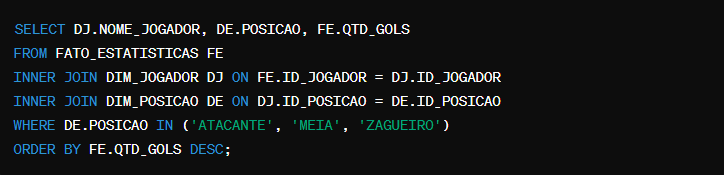 SELECT DJ.NOME_JOGADOR, DE.POSICAO, FE.QTD_GOLS
FROM FATO_ESTATISTICAS FE
INNER JOIN DIM_JOGADOR DJ ON FE.ID_JOGADOR = DJ.ID_JOGADOR
INNER JOIN DIM_POSICAO DE ON DJ.ID_POSICAO = DE.ID_POSICAO
WHERE DE.POSICAO IN ('ATACANTE', 'MEIA', 'ZAGUEIRO')
ORDER BY FE.QTD_GOLS DESC;